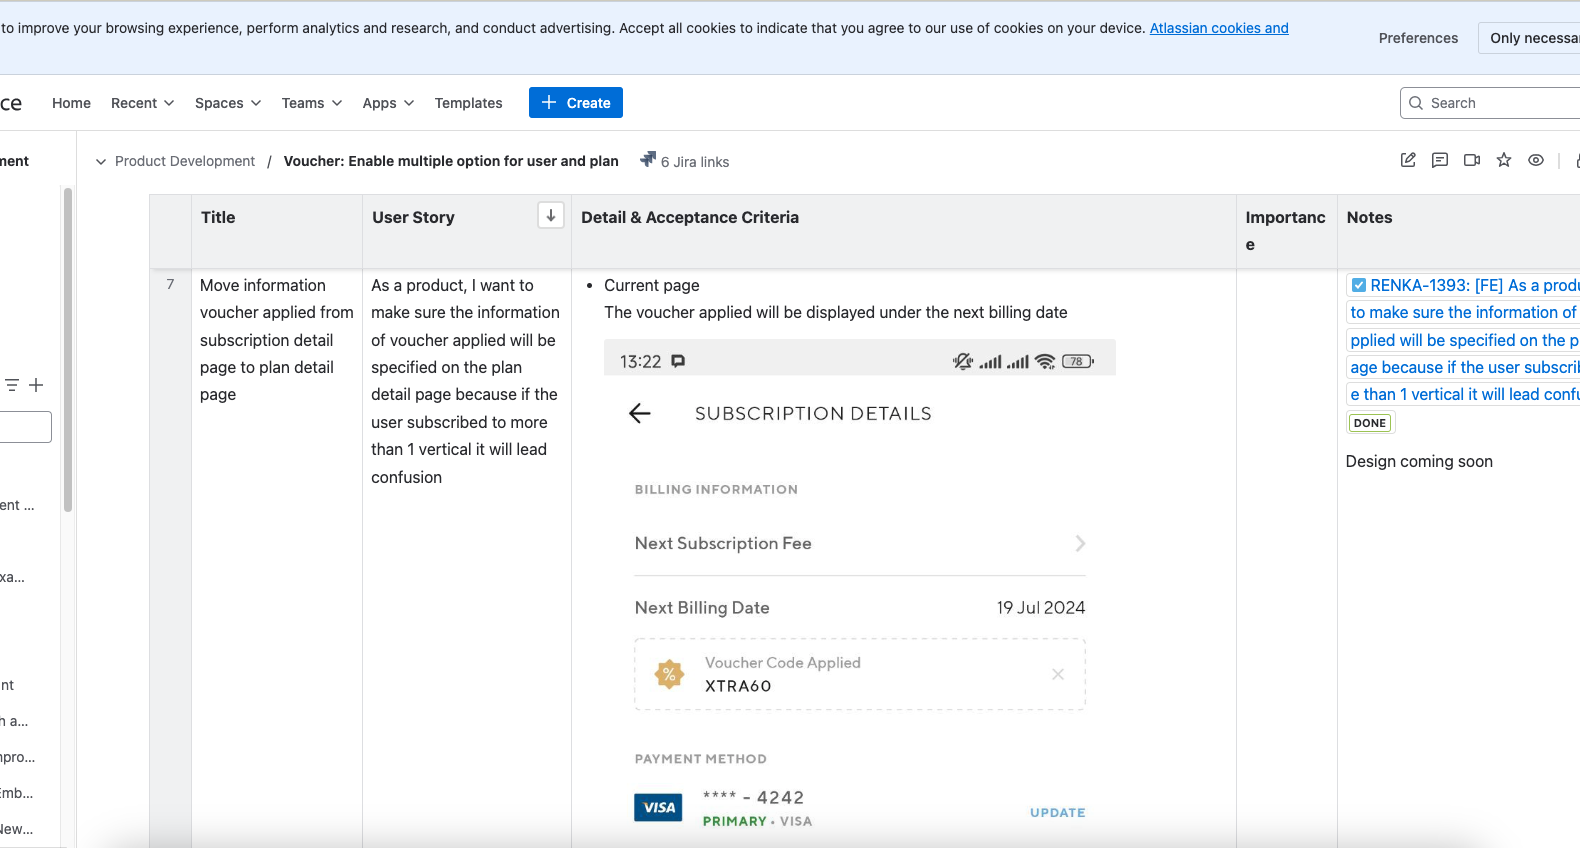 to improve your browsing experience, perform analytics and research, and conduct advertising. Accept all cookies to indicate that you agree to our use of cookies on your device. Atlassian cookies and
Preferences
Only necessa
ce
Home
Recent
Spaces
Teams
Apps
Templates
Create
Search
ment
Product Development / Voucher: Enable multiple option for user and plan
6 Jira links
Title
User Story
Detail & Acceptance Criteria
Importanc
e
Notes
7
Move information
voucher applied from
subscription detail
page to plan detail
page
As a product, I want to
make sure the information
of voucher applied will be
specified on the plan
detail page because if the
user subscribed to more
than 1 vertical it will lead
confusion
• Current page
The voucher applied will be displayed under the next billing date
13:22
78
SUBSCRIPTION DETAILS
BILLING INFORMATION
Next Subscription Fee
Next Billing Date
19 Jul 2024
%
Voucher Code Applied
XTRA60
PAYMENT METHOD
VISA
**** - 4242
PRIMARY • VISA
UPDATE
RENKA-1393: [FE] As a produ
to make sure the information of
pplied will be specified on the p
age because if the user subscri
e than 1 vertical it will lead confu
DONE
Design coming soon
ent ...
xa...
nt
h a...
npro...
Emb...
New...